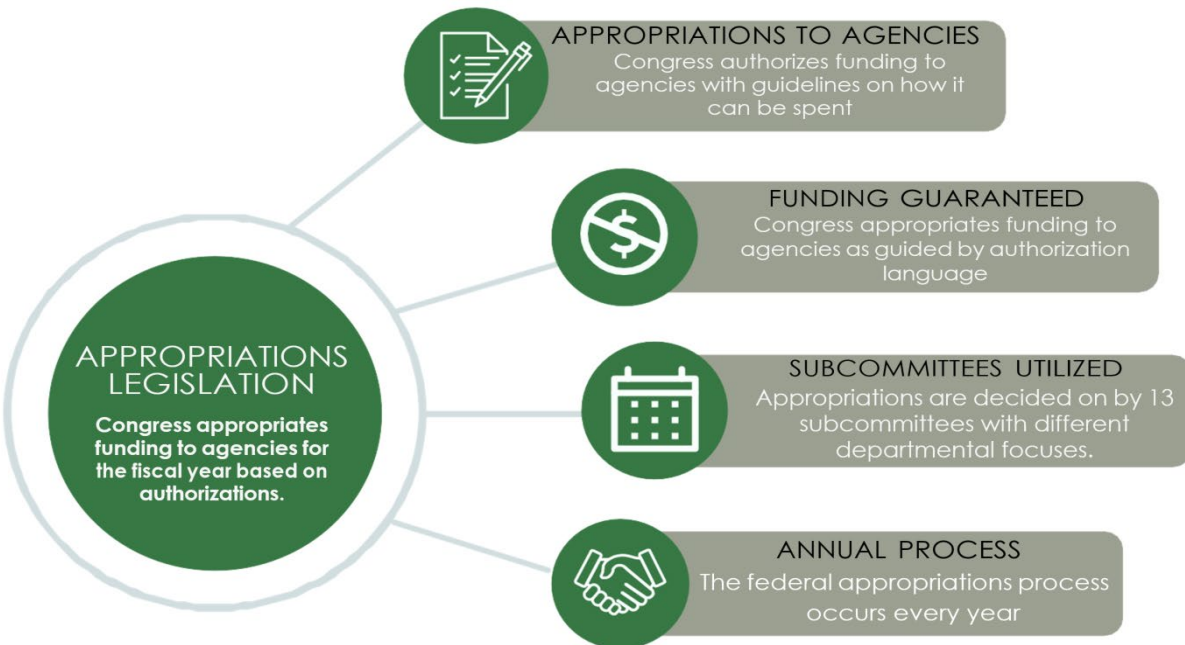 APPROPRIATIONS TO AGENCIES
Congress authorizes funding to
agencies with guidelines on how it
can be spent
FUNDING GUARANTEED
Congress appropriates funding to
agencies as guided by authorization
language
APPROPRIATIONS
LEGISLATION
Congress appropriates
funding to agencies for
the fiscal year based on
authorizations.
SUBCOMMITTEES UTILIZED
Appropriations are decided on by 13
subcommittees with different
departmental focuses.
ANNUAL PROCESS
The federal appropriations process
occurs every year